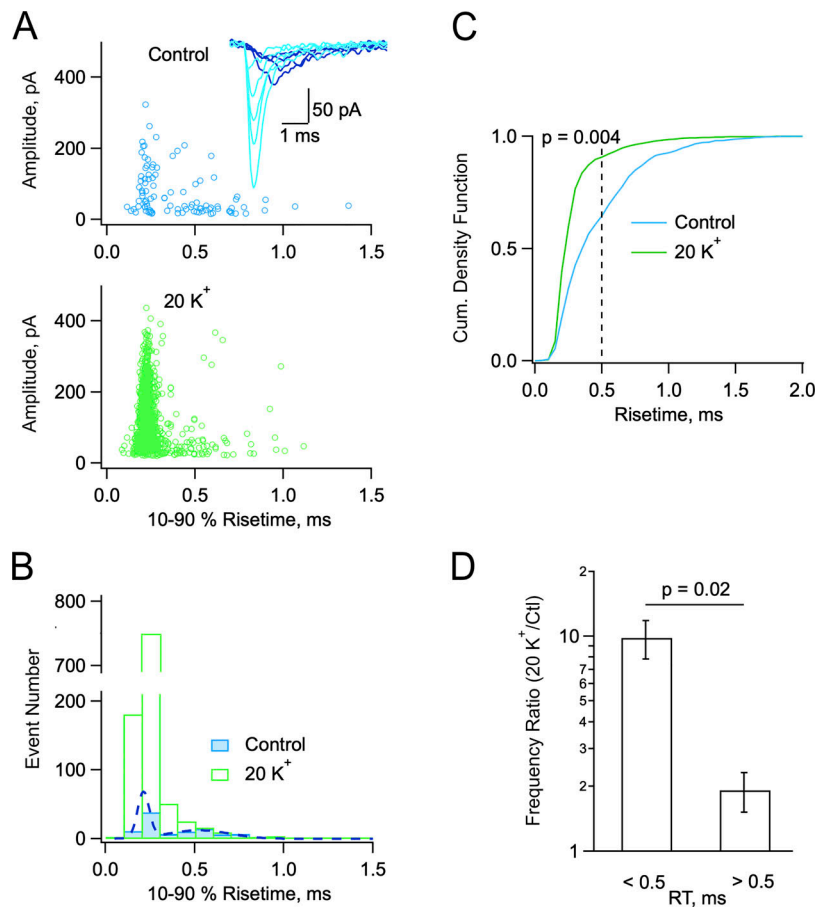 A
Control
50 pA
1 ms
Amplitude, pA
400
200
0
0.0 0.5 1.0 1.5
20 K+
Amplitude, pA
400
200
0
0.0 0.5 1.0 1.5
10-90 % Risetime, ms
B
Event Number
800
700
200
100
0
Control
20 K+
0.0 0.5 1.0 1.5
10-90 % Risetime, ms
C
Cum. Density Function
1.0
0.5
0.0
p = 0.004
Control
20 K+
0.0 0.5 1.0 1.5 2.0
Risetime, ms
D
Frequency Ratio (20 K+/Ctl)
2
10
9
8
7
6
5
4
3
2
1
p = 0.02
< 0.5 > 0.5
RT, ms